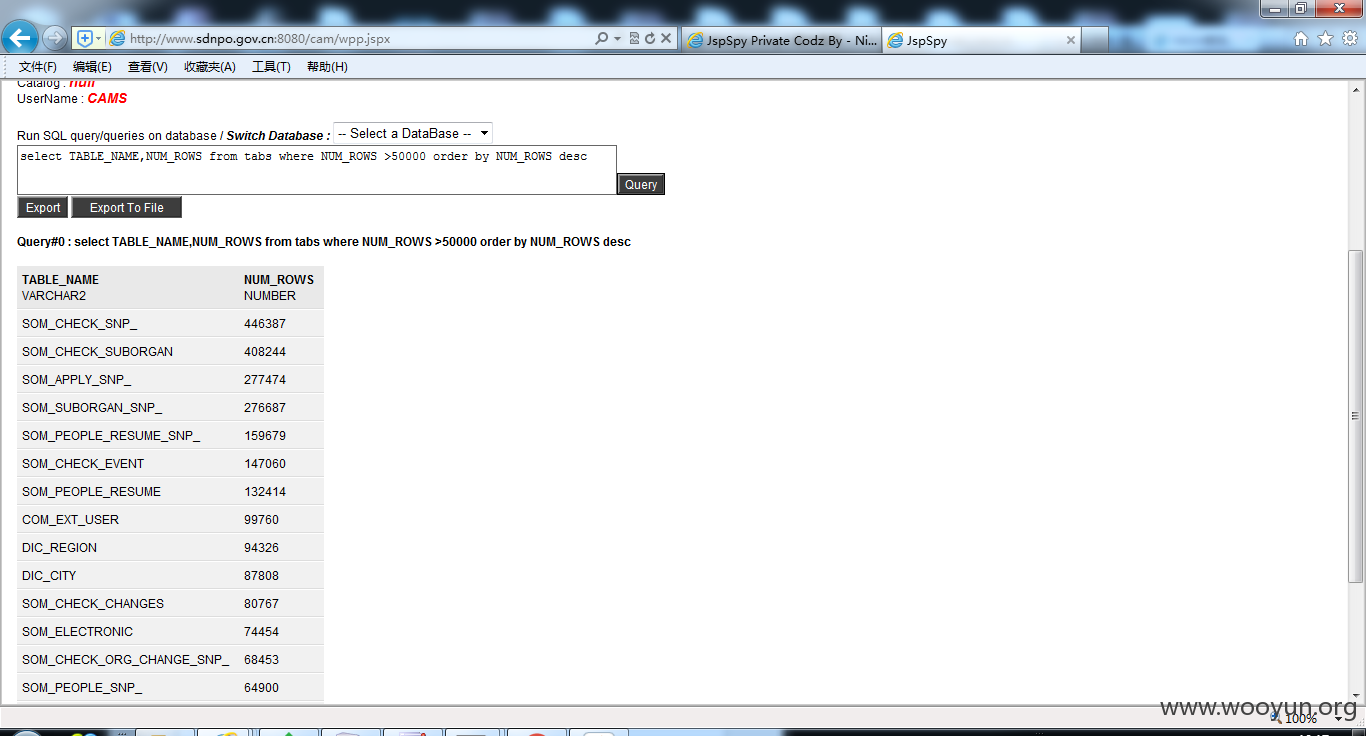 http://www.sdnpo.gov.cn:8080/cam/wpp.jspx
JspSpy Private Codz By - Ni...
JspSpy
文件(F) 编辑(E) 查看(V) 收藏夹(A) 工具(T) 帮助(H)
Catalog : null
UserName : CAMS
Run SQL query/queries on database / Switch Database : -- Select a DataBase --
select TABLE_NAME,NUM_ROWS from tabs where NUM_ROWS >50000 order by NUM_ROWS desc
Query
Export Export To File
Query#0 : select TABLE_NAME,NUM_ROWS from tabs where NUM_ROWS >50000 order by NUM_ROWS desc
TABLE_NAME NUM_ROWS
VARCHAR2 NUMBER
SOM_CHECK_SNP_ 446387
SOM_CHECK_SUBORGAN 408244
SOM_APPLY_SNP_ 277474
SOM_SUBORGAN_SNP_ 276687
SOM_PEOPLE_RESUME_SNP_ 159679
SOM_CHECK_EVENT 147060
SOM_PEOPLE_RESUME 132414
COM_EXT_USER 99760
DIC_REGION 94326
DIC_CITY 87808
SOM_CHECK_CHANGES 80767
SOM_ELECTRONIC 74454
SOM_CHECK_ORG_CHANGE_SNP_ 68453
SOM_PEOPLE_SNP_ 64900
www.wooyun.org
100%